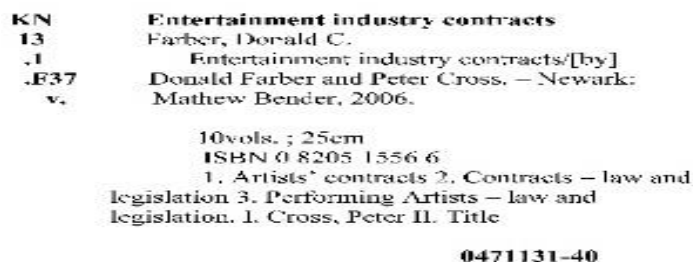 KN Entertainment industry contracts
13 Farber, Donald C.
.1 Entertainment industry contracts/[by]
.F37 Donald Farber and Peter Cross. – Newark:
v. Mathew Bender, 2006.
10vols. ; 25cm
ISBN 0 8205 1556 6
1. Artists' contracts 2. Contracts – law and
legislation 3. Performing Artists – law and
legislation. I. Cross, Peter II. Title
0471131-40